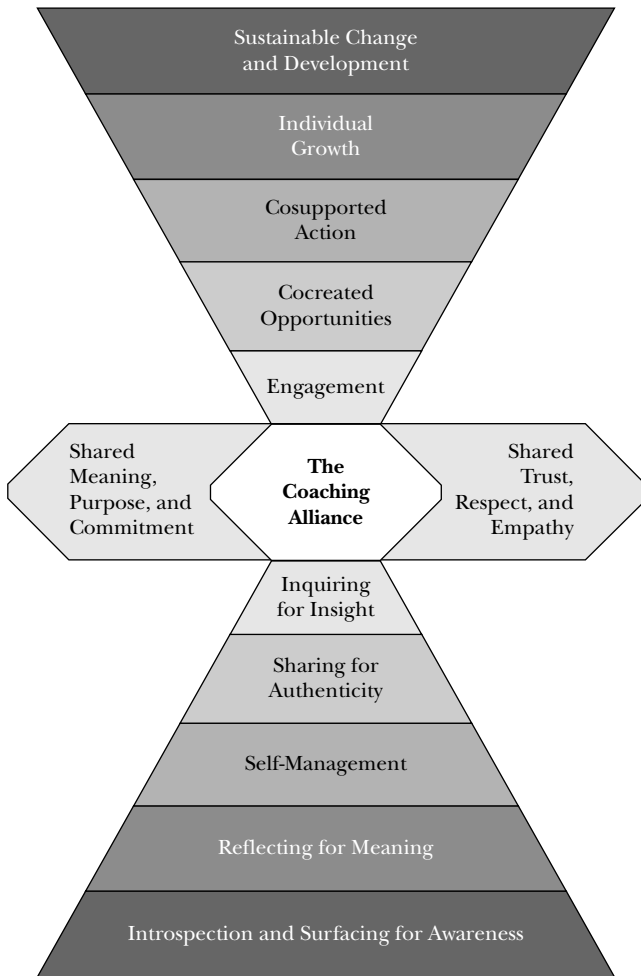 Sustainable Change
and Development
Individual
Growth
Cosupported
Action
Cocreated
Opportunities
Engagement
Shared
Meaning,
Purpose, and
Commitment
The
Coaching
Alliance
Shared
Trust,
Respect, and
Empathy
Inquiring
for Insight
Sharing for
Authenticity
Self-Management
Reflecting for Meaning
Introspection and Surfacing for Awareness